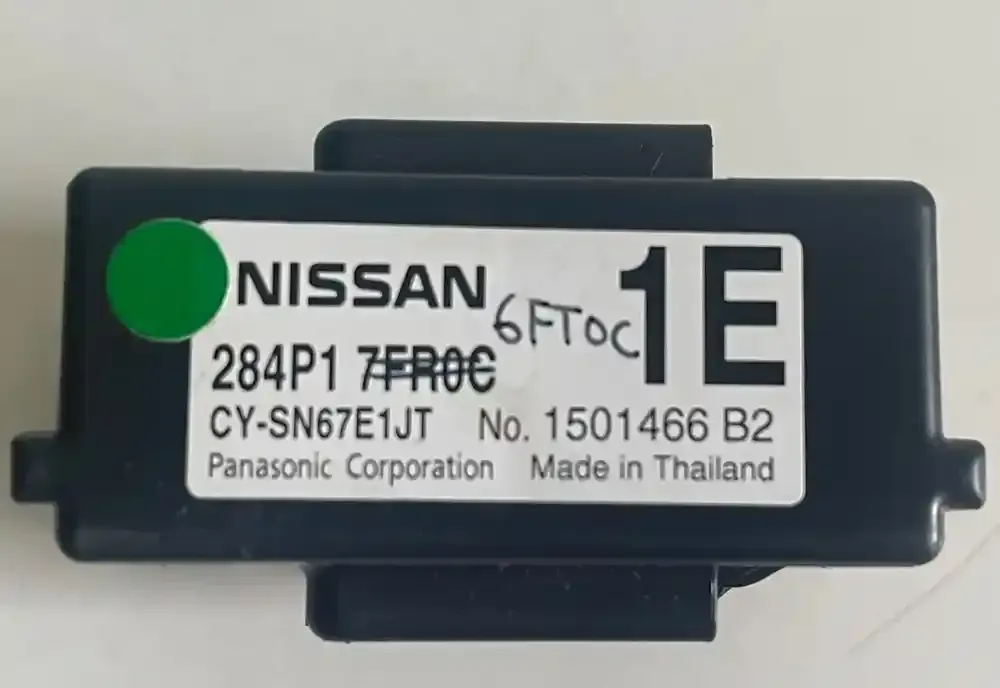 NISSAN
6FT0C
1E
284P1 7FR0C
CY-SN67E1JT No. 1501466 B2
Panasonic Corporation Made in Thailand